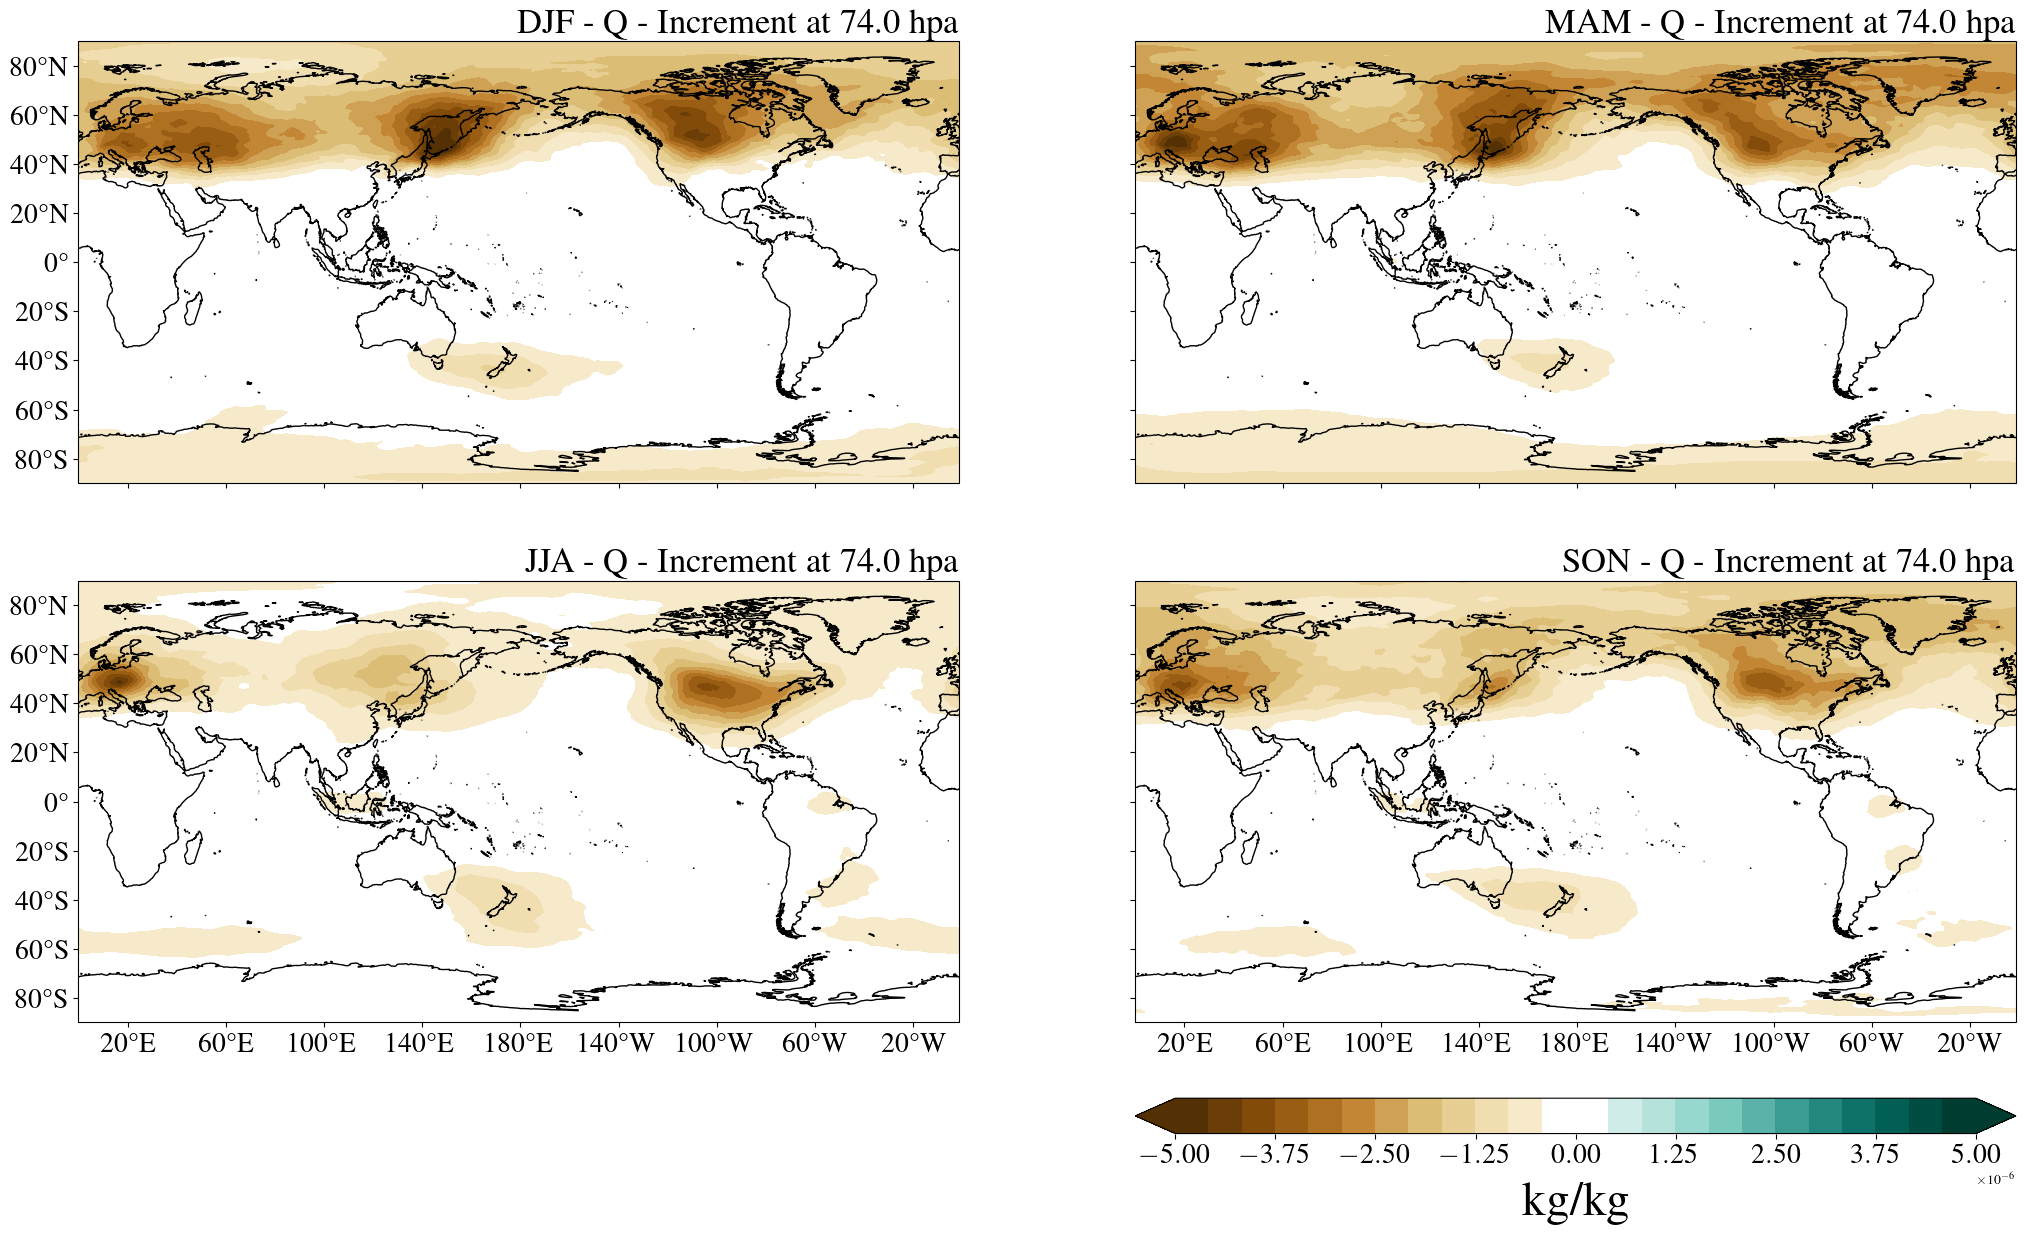 DJF - Q - Increment at 74.0 hpa
MAM - Q - Increment at 74.0 hpa
80°N
60°N
40°N
20°N
0°
20°S
40°S
60°S
80°S
JJA - Q - Increment at 74.0 hpa
SON - Q - Increment at 74.0 hpa
80°N
60°N
40°N
20°N
0°
20°S
40°S
60°S
80°S
20°E 60°E 100°E 140°E 180°E 140°W 100°W 60°W 20°W
20°E 60°E 100°E 140°E 180°E 140°W 100°W 60°W 20°W
−5.00 −3.75 −2.50 −1.25 0.00 1.25 2.50 3.75 5.00
×10⁻⁶
kg/kg